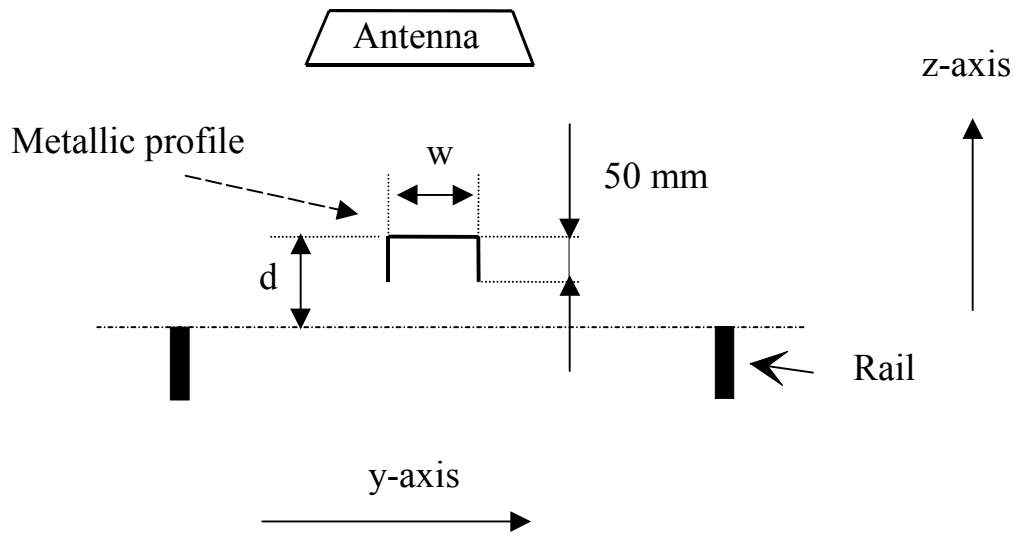 Antenna
z-axis
Metallic profile
w
50 mm
d
Rail
y-axis